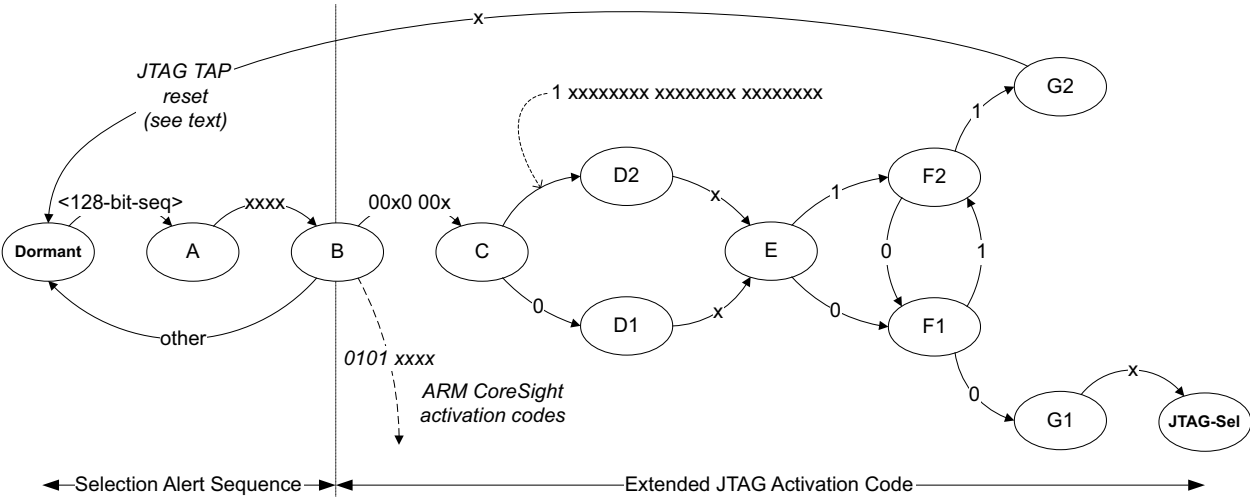 x
JTAG TAP
reset
(see text)
1 xxxxxxxx xxxxxxxx xxxxxxxx
G2
1
D2
F2
<128-bit-seq>
xxxx
00x0 00x
x
1
Dormant
A
B
C
E
0
1
0
D1
x
0
F1
other
0101 xxxx
ARM CoreSight
activation codes
0
x
G1
JTAG-Sel
Selection Alert Sequence
Extended JTAG Activation Code